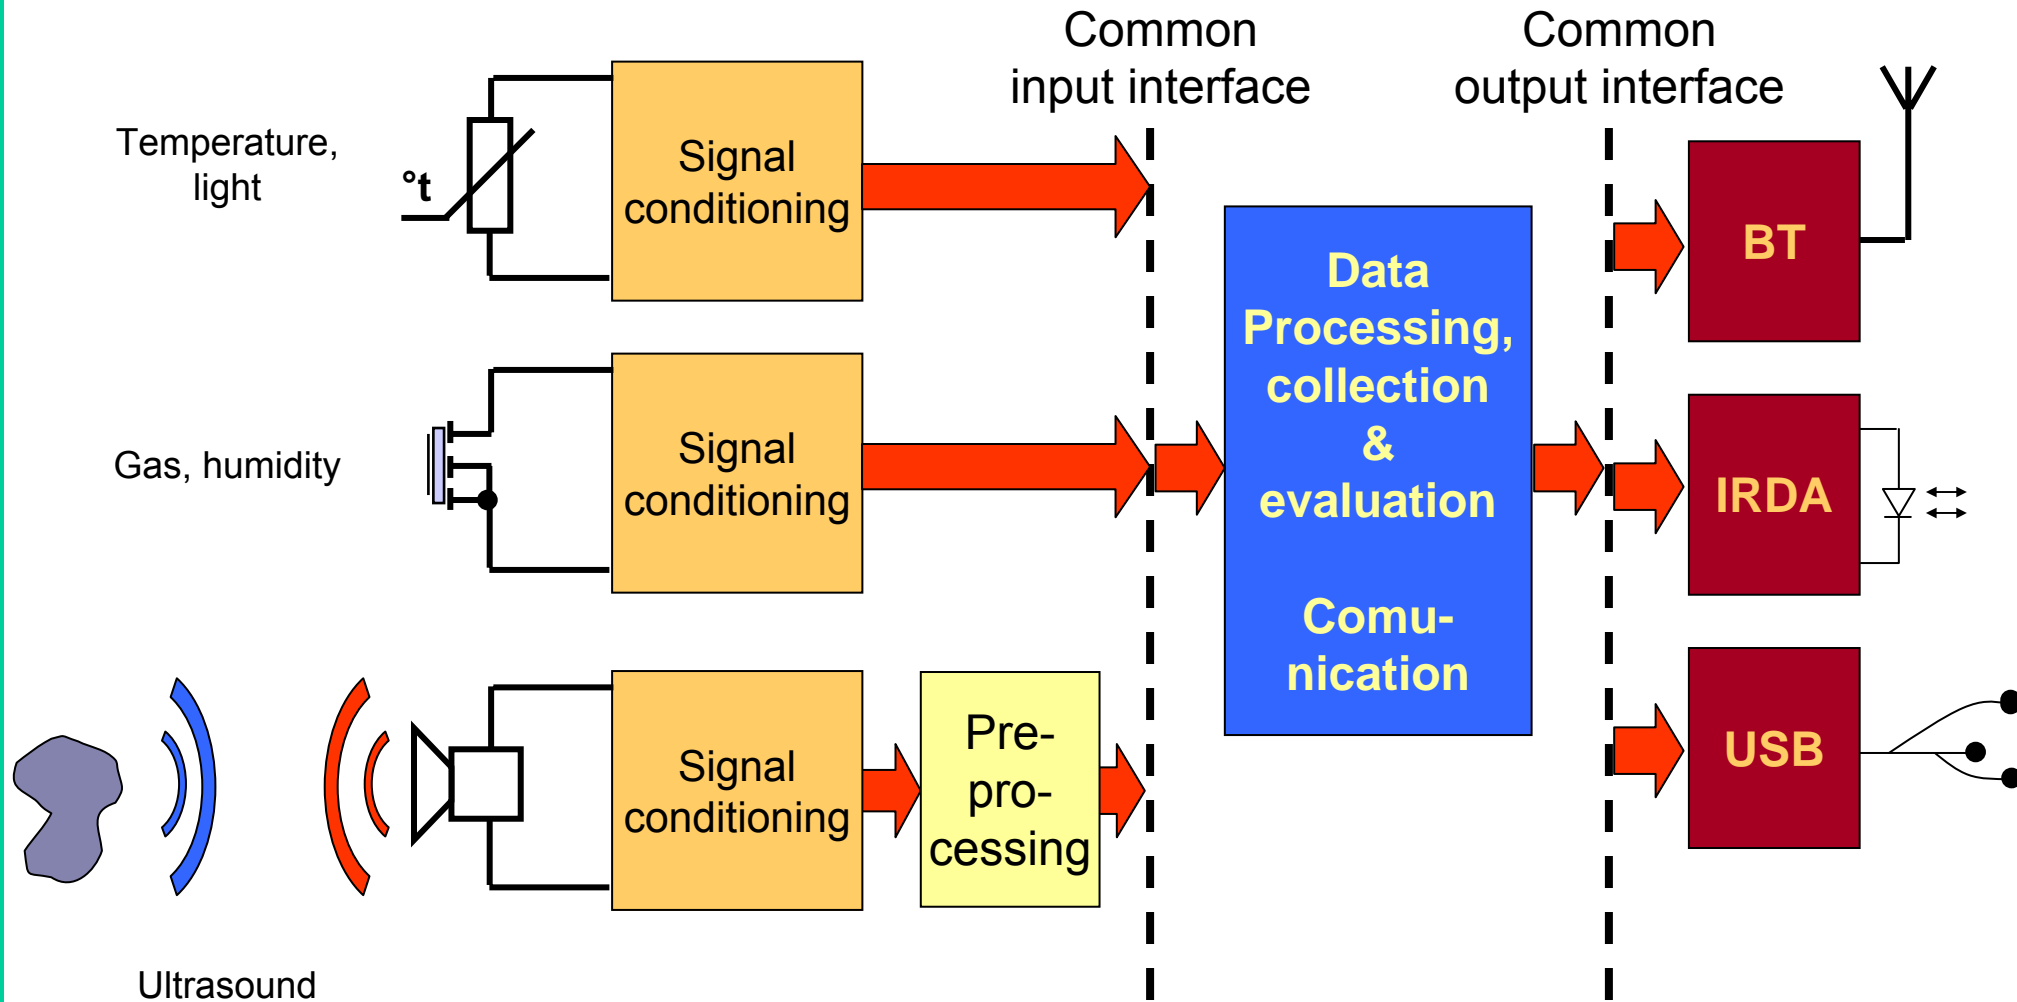 Common
input interface
Common
output interface
Temperature,
light
°t
Signal
conditioning
BT
Data
Processing,
collection
&
evaluation
Comu-
nication
Gas, humidity
Signal
conditioning
IRDA
Signal
conditioning
Pre-
pro-
cessing
USB
Ultrasound